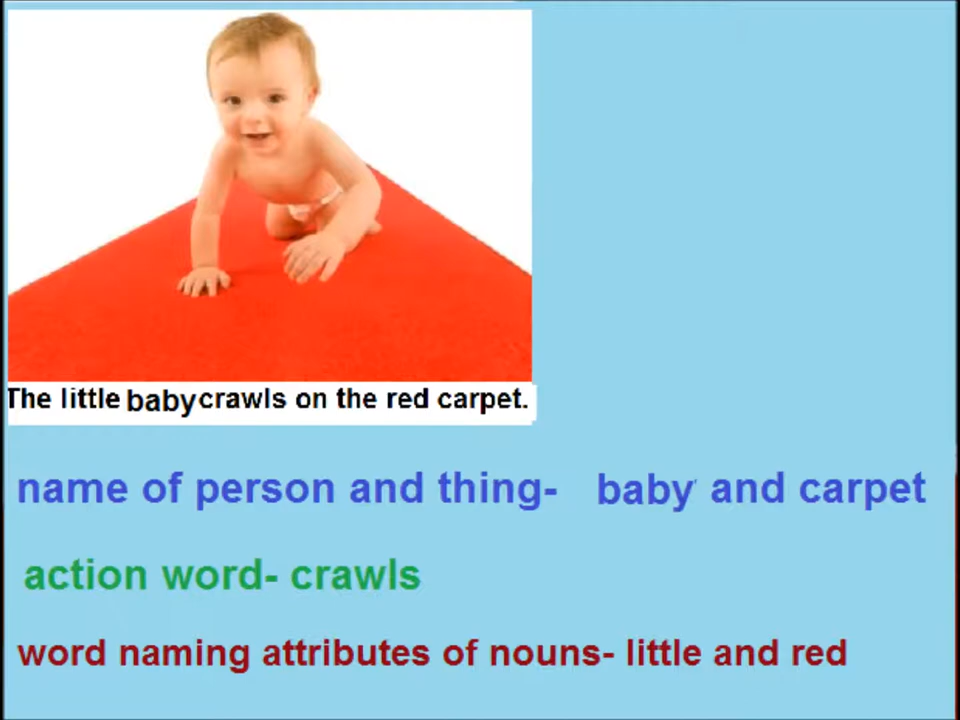 The little baby crawls on the red carpet.
name of person and thing- baby and carpet
action word- crawls
word naming attributes of nouns- little and red